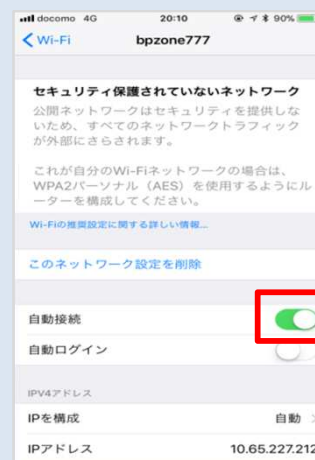 docomo 4G 20:10 90%
Wi-Fi bpzone777
セキュリティ保護されていないネットワーク
公開ネットワークはセキュリティを提供しな
いため、すべてのネットワークトラフィック
が外部にさらされます。
これが自分のWi-Fiネットワークの場合は、
WPA2パーソナル（AES）を使用するようにル
ーターを構成してください。
Wi-Fiの推奨設定に関する詳しい情報...
このネットワーク設定を削除
自動接続
自動ログイン
IPV4アドレス
IPを構成 自動
IPアドレス 10.65.227.212